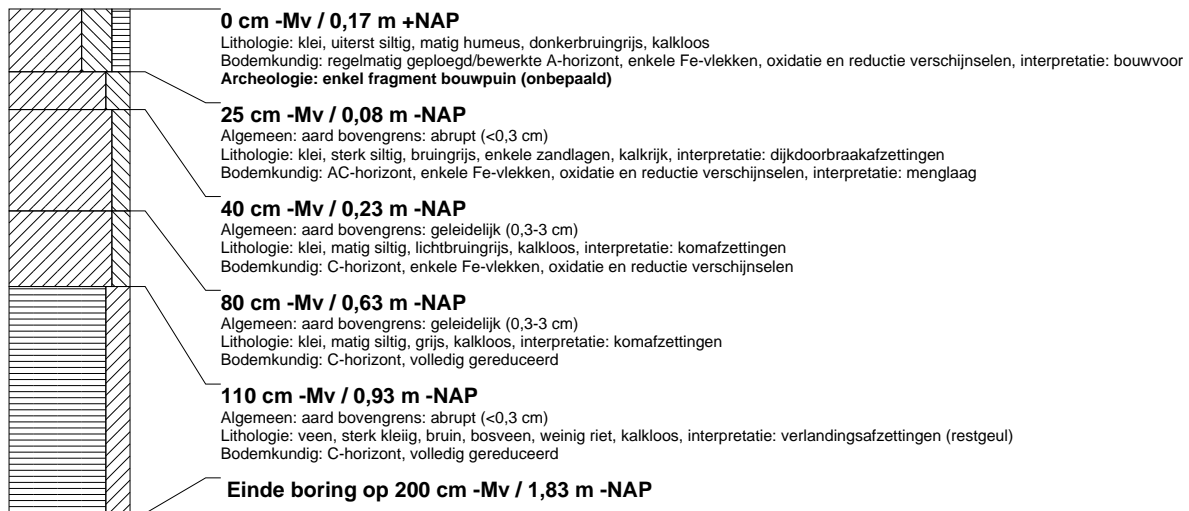 0 cm -Mv / 0,17 m +NAP
Lithologie: klei, uiterst siltig, matig humeus, donkerbruingrijs, kalkloos
Bodemkundig: regelmatig geploegd/bewerkte A-horizont, enkele Fe-vlekken, oxidatie en reductie verschijnselen, interpretatie: bouwvoor
Archeologie: enkel fragment bouwpuin (onbepaald)
25 cm -Mv / 0,08 m -NAP
Algemeen: aard bovengrens: abrupt (<0,3 cm)
Lithologie: klei, sterk siltig, bruingrijs, enkele zandlagen, kalkrijk, interpretatie: dijkdoorbraakafzettingen
Bodemkundig: AC-horizont, enkele Fe-vlekken, oxidatie en reductie verschijnselen, interpretatie: menglaag
40 cm -Mv / 0,23 m -NAP
Algemeen: aard bovengrens: geleidelijk (0,3-3 cm)
Lithologie: klei, matig siltig, lichtbruingrijs, kalkloos, interpretatie: komafzettingen
Bodemkundig: C-horizont, enkele Fe-vlekken, oxidatie en reductie verschijnselen
80 cm -Mv / 0,63 m -NAP
Algemeen: aard bovengrens: geleidelijk (0,3-3 cm)
Lithologie: klei, matig siltig, grijs, kalkloos, interpretatie: komafzettingen
Bodemkundig: C-horizont, volledig gereduceerd
110 cm -Mv / 0,93 m -NAP
Algemeen: aard bovengrens: abrupt (<0,3 cm)
Lithologie: veen, sterk kleiig, bruin, bosveen, weinig riet, kalkloos, interpretatie: verlandingsafzettingen (restgeul)
Bodemkundig: C-horizont, volledig gereduceerd
Einde boring op 200 cm -Mv / 1,83 m -NAP